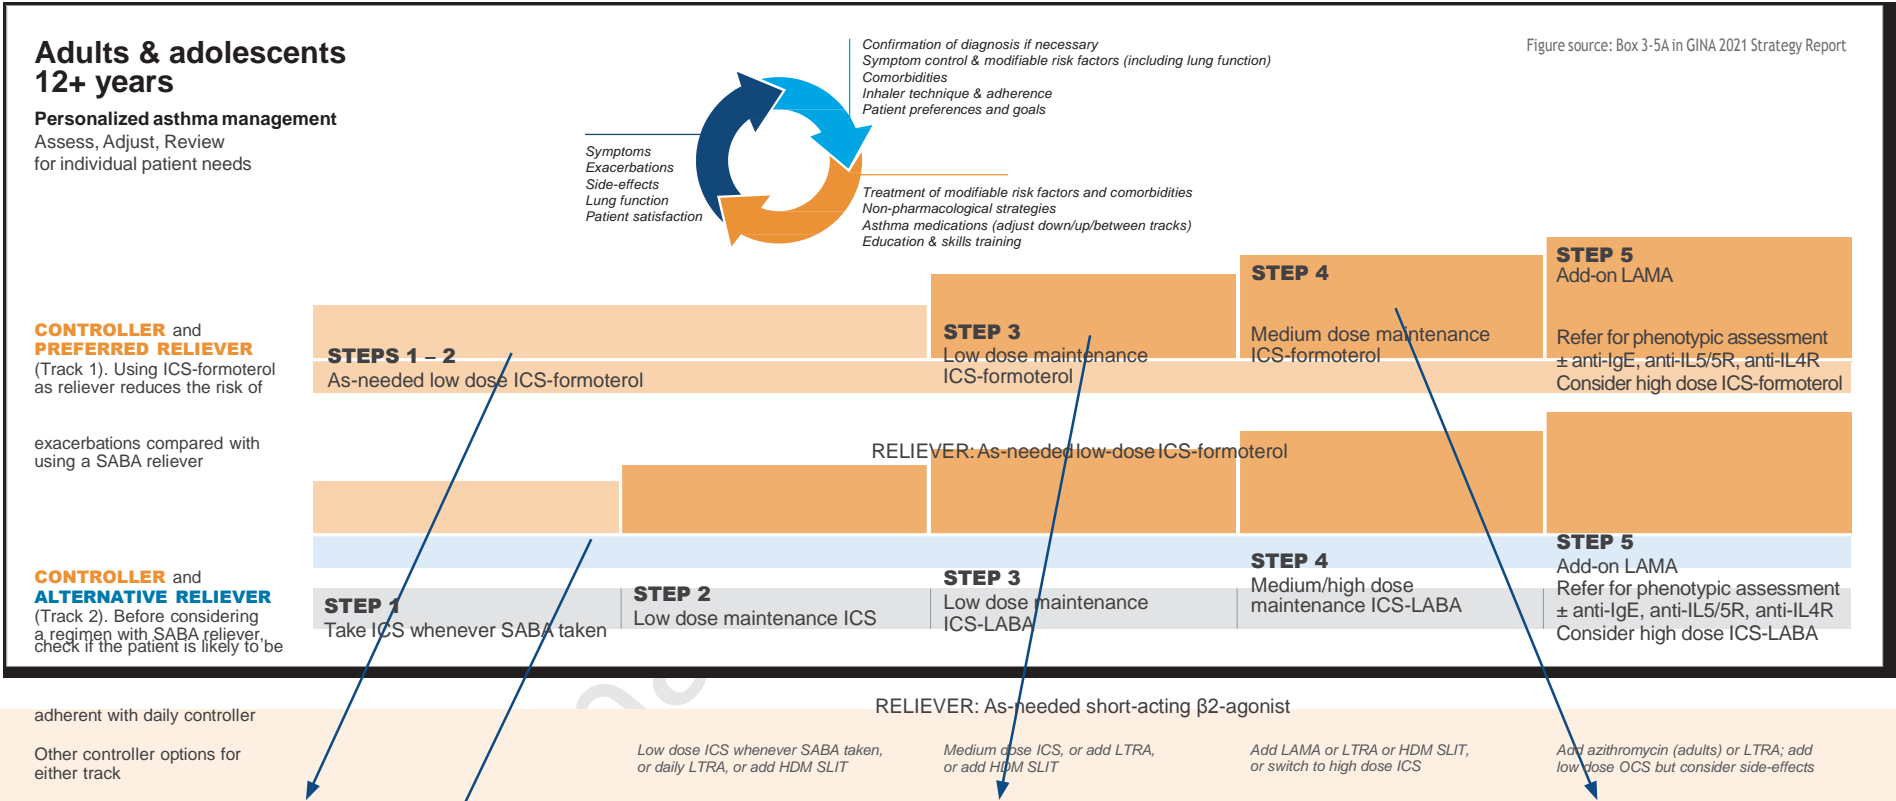 Adults & adolescents
12+ years
Personalized asthma management
Assess, Adjust, Review
for individual patient needs
Confirmation of diagnosis if necessary
Symptom control & modifiable risk factors (including lung function)
Comorbidities
Inhaler technique & adherence
Patient preferences and goals
Figure source: Box 3-5A in GINA 2021 Strategy Report
Symptoms
Exacerbations
Side-effects
Lung function
Patient satisfaction
Treatment of modifiable risk factors and comorbidities
Non-pharmacological strategies
Asthma medications (adjust down/up/between tracks)
Education & skills training
CONTROLLER and
PREFERRED RELIEVER
(Track 1). Using ICS-formoterol
as reliever reduces the risk of
exacerbations compared with
using a SABA reliever
STEPS 1 – 2
As-needed low dose ICS-formoterol
STEP 3
Low dose maintenance
ICS-formoterol
STEP 4
Medium dose maintenance
ICS-formoterol
STEP 5
Add-on LAMA
Refer for phenotypic assessment
± anti-IgE, anti-IL5/5R, anti-IL4R
Consider high dose ICS-formoterol
RELIEVER: As-needed low-dose ICS-formoterol
CONTROLLER and
ALTERNATIVE RELIEVER
(Track 2). Before considering
a regimen with SABA reliever,
check if the patient is likely to be
adherent with daily controller
STEP 1
Take ICS whenever SABA taken
STEP 2
Low dose maintenance ICS
STEP 3
Low dose maintenance
ICS-LABA
STEP 4
Medium/high dose
maintenance ICS-LABA
STEP 5
Add-on LAMA
Refer for phenotypic assessment
± anti-IgE, anti-IL5/5R, anti-IL4R
Consider high dose ICS-LABA
RELIEVER: As-needed short-acting β2-agonist
Other controller options for
either track
Low dose ICS whenever SABA taken,
or daily LTRA, or add HDM SLIT
Medium dose ICS, or add LTRA,
or add HDM SLIT
Add LAMA or LTRA or HDM SLIT,
or switch to high dose ICS
Add azithromycin (adults) or LTRA; add
low dose OCS but consider side-effects